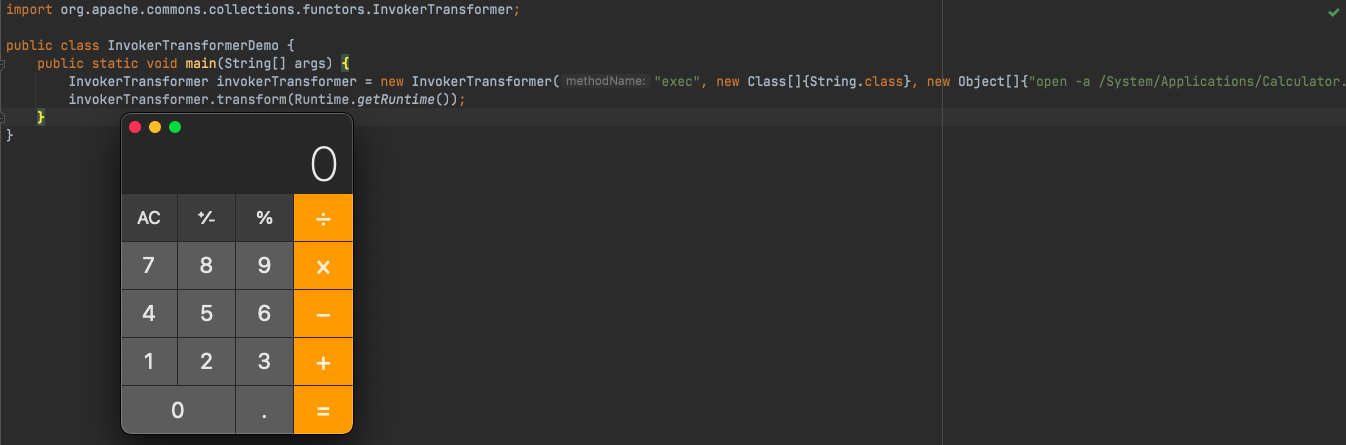 import org.apache.commons.collections.functors.InvokerTransformer;
public class InvokerTransformerDemo {
public static void main(String[] args) {
InvokerTransformer invokerTransformer = new InvokerTransformer( methodName: "exec", new Class[]{String.class}, new Object[]{"open -a /System/Applications/Calculator.
invokerTransformer.transform(Runtime.getRuntime());
}
}
0
AC +⁄- % ÷
7 8 9 ×
4 5 6 −
1 2 3 +
0 . =